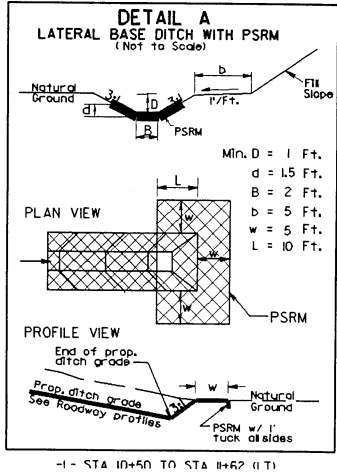 DETAIL A
LATERAL BASE DITCH WITH PSRM
(Not to Scale)
b
Natural
Ground
3:1
D
3:1
1"/Ft.
Fill
Slope
d
B
PSRM
Min. D = 1 Ft.
d = 1.5 Ft.
B = 2 Ft.
b = 5 Ft.
w = 5 Ft.
L = 10 Ft.
L
PLAN VIEW
w
w
w
PSRM
PROFILE VIEW
End of prop.
ditch grade
w
Prop. ditch grade
See Roadway profiles
3:1
Natural
Ground
PSRM w/ 1'
tuck all sides
-L- STA 10+50 TO STA 11+62 (LT)